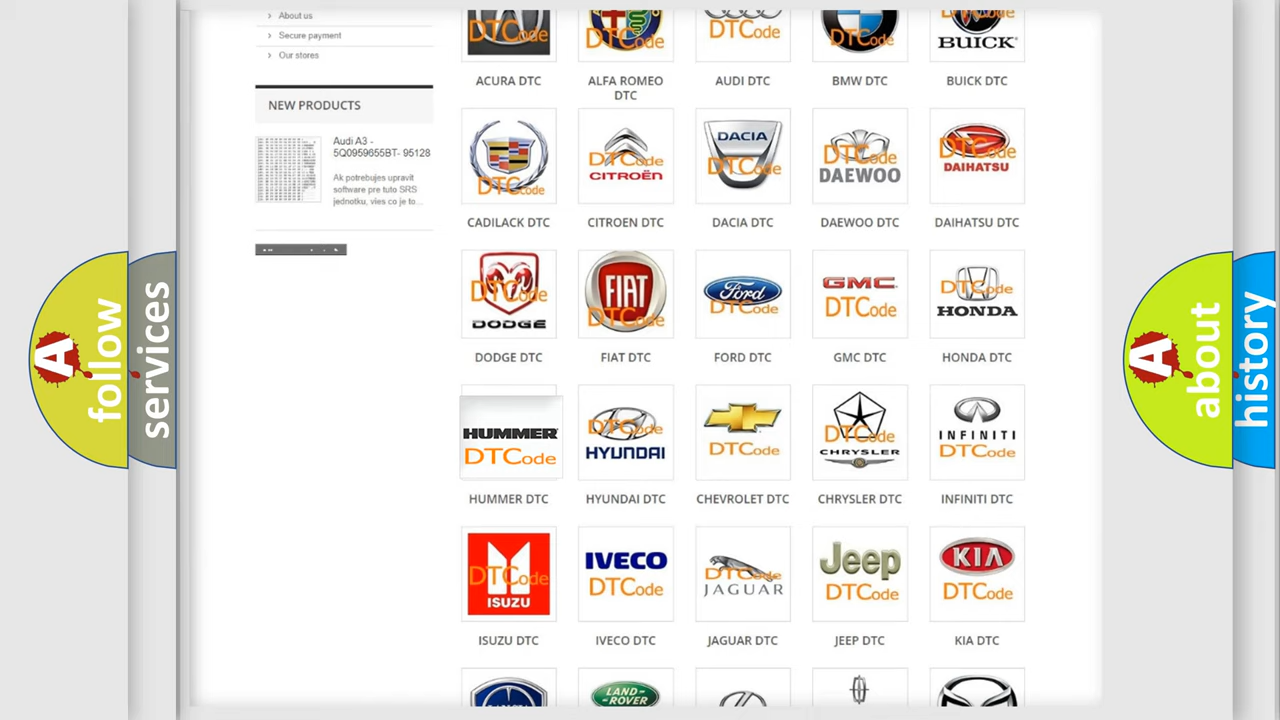 About us
Secure payment
Our stores
NEW PRODUCTS
Audi A3 -
5Q0959655BT- 95128
Ak potrebujes upravit
software pre tuto SRS
jednotku, vies co je to...
DTCode
DTCode
DTCode
DTCode
DTCode
BUICK
ACURA DTC
ALFA ROMEO
DTC
AUDI DTC
BMW DTC
BUICK DTC
DTCode
DTCode
CITROËN
DACIA
DTCode
DTCode
DAEWOO
DTCode
DAIHATSU
CADILACK DTC
CITROEN DTC
DACIA DTC
DAEWOO DTC
DAIHATSU DTC
DTCode
DODGE
FIAT
DTCode
Ford
DTCode
GMC
DTCode
DTCode
HONDA
DODGE DTC
FIAT DTC
FORD DTC
GMC DTC
HONDA DTC
HUMMER
DTCode
DTCode
HYUNDAI
DTCode
DTCode
CHRYSLER
INFINITI
DTCode
HUMMER DTC
HYUNDAI DTC
CHEVROLET DTC
CHRYSLER DTC
INFINITI DTC
DTCode
ISUZU
IVECO
DTCode
DTCode
JAGUAR
Jeep
DTCode
KIA
DTCode
ISUZU DTC
IVECO DTC
JAGUAR DTC
JEEP DTC
KIA DTC
LAND-
ROVER
A
follow
services
A
about
history